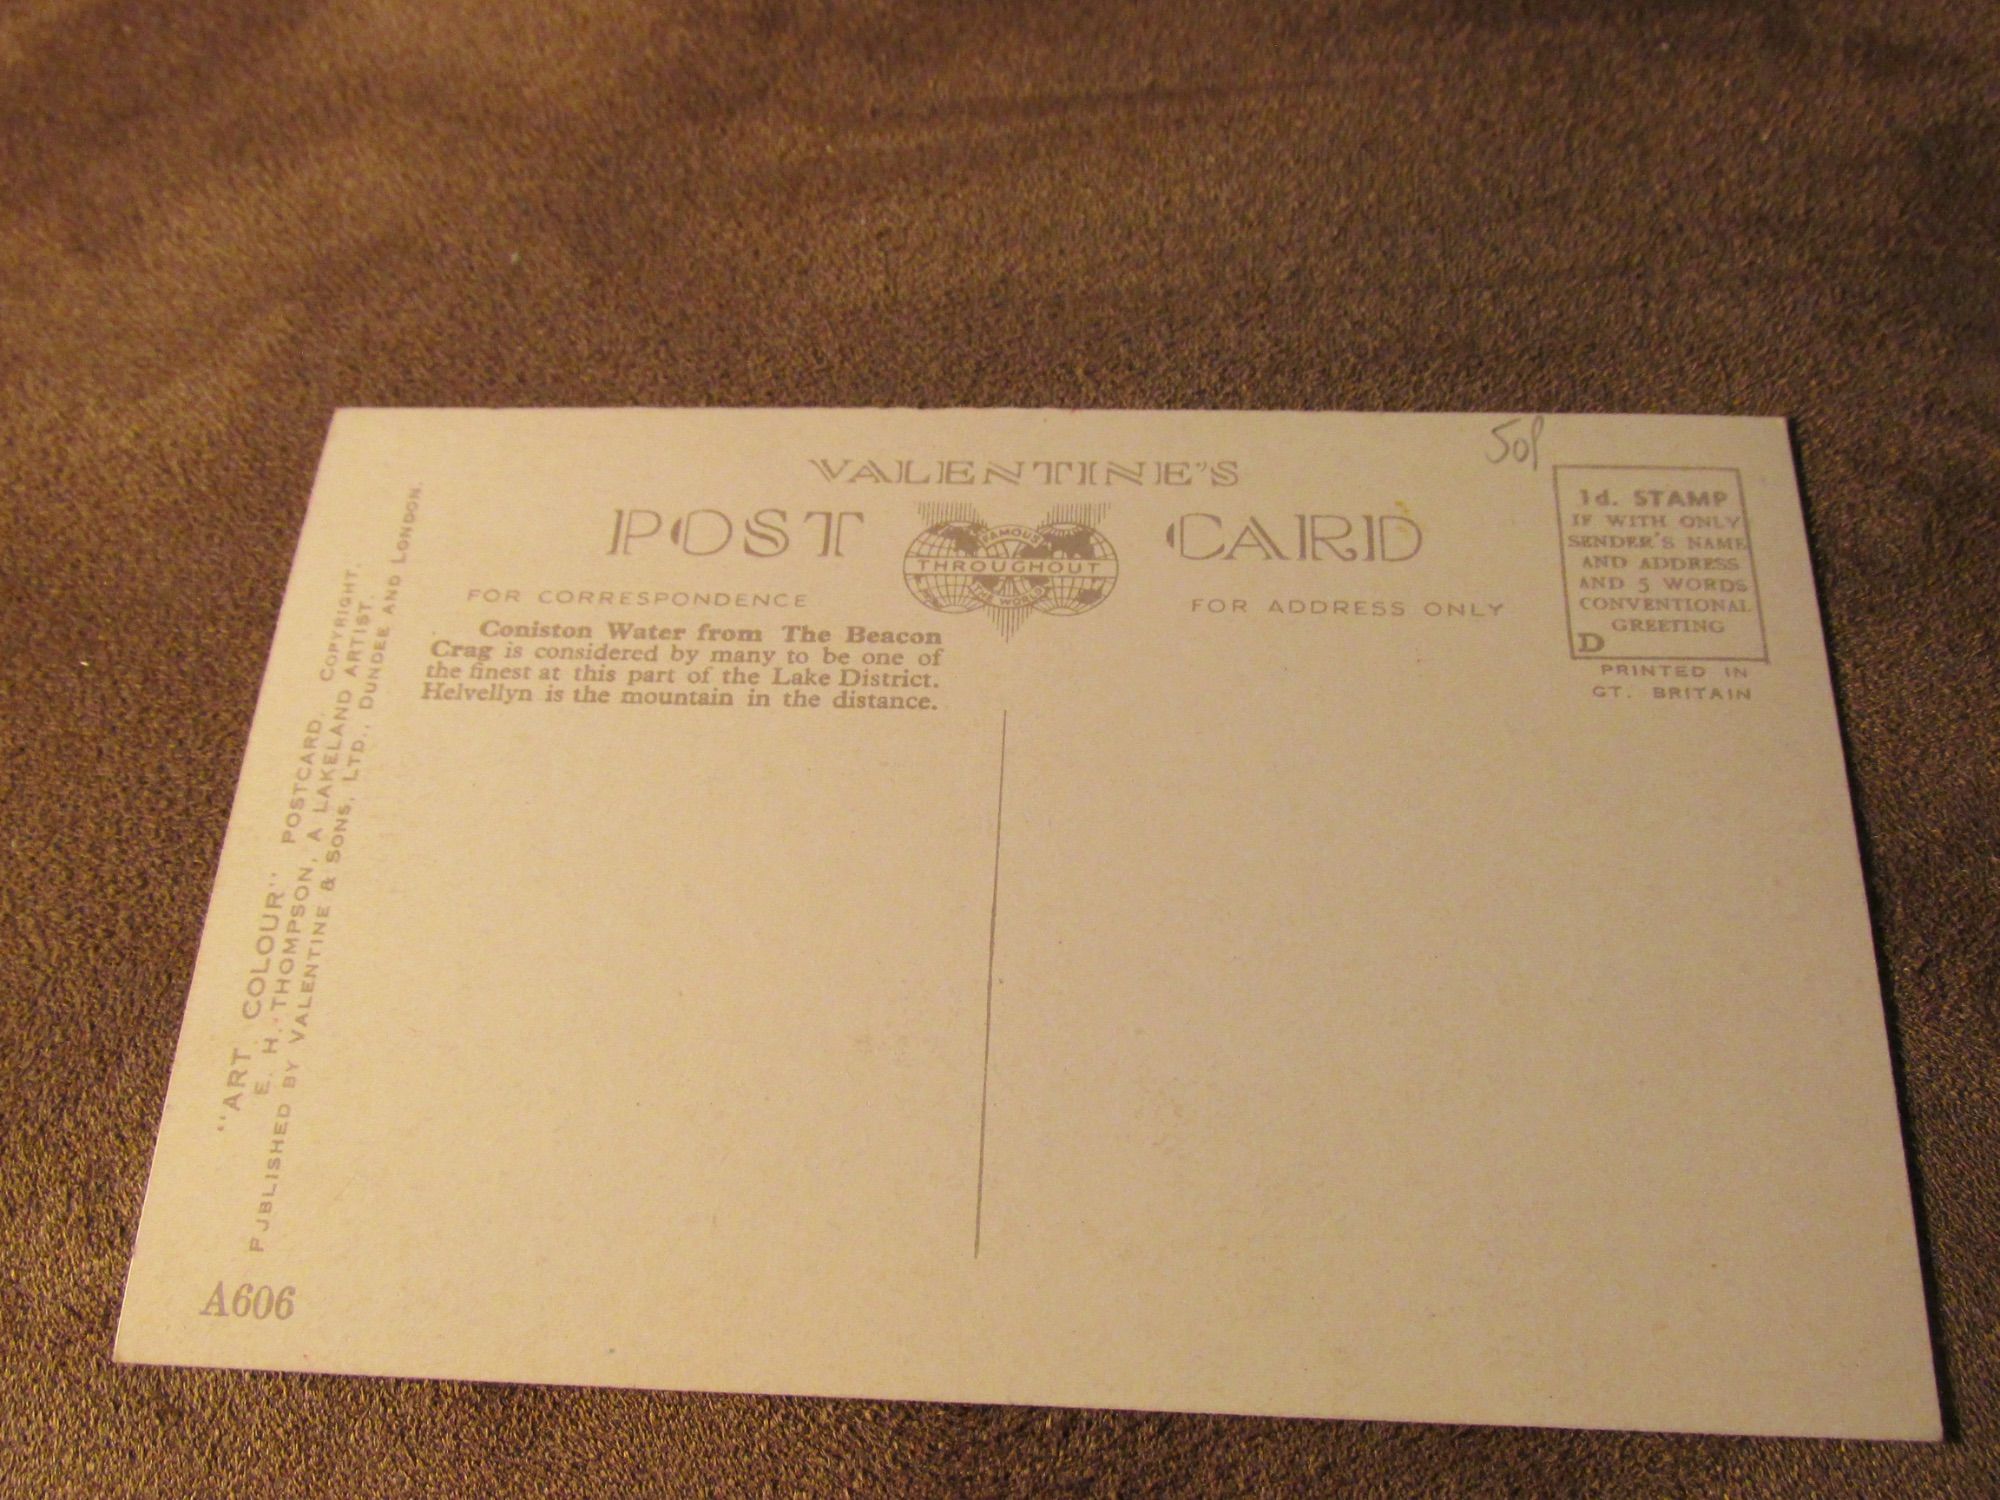 VALENTINE'S
POST CARD
FAMOUS
THROUGHOUT
THE WORLD
50p
1d. STAMP
IF WITH ONLY
SENDER'S NAME
AND ADDRESS
AND 5 WORDS
CONVENTIONAL
GREETING
D
PRINTED IN
GT. BRITAIN
FOR CORRESPONDENCE
FOR ADDRESS ONLY
Coniston Water from The Beacon
Crag is considered by many to be one of
the finest at this part of the Lake District.
Helvellyn is the mountain in the distance.
"ART COLOUR" POSTCARD. COPYRIGHT.
E. H. THOMPSON, A LAKELAND ARTIST.
PUBLISHED BY VALENTINE & SONS, LTD., DUNDEE AND LONDON.
A606